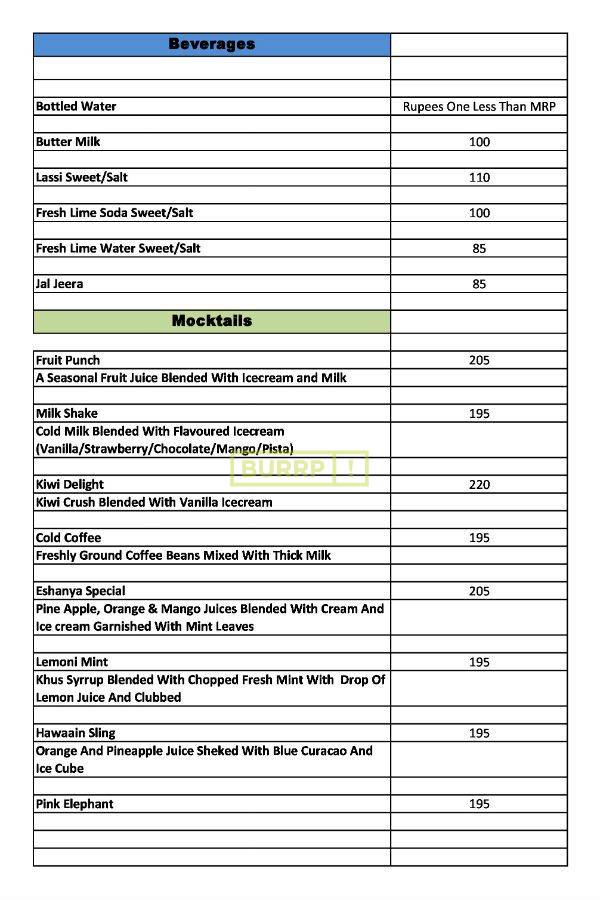 Beverages
Bottled Water Rupees One Less Than MRP
Butter Milk 100
Lassi Sweet/Salt 110
Fresh Lime Soda Sweet/Salt 100
Fresh Lime Water Sweet/Salt 85
Jal Jeera 85
Mocktails
Fruit Punch 205
A Seasonal Fruit Juice Blended With Icecream and Milk
Milk Shake 195
Cold Milk Blended With Flavoured Icecream
(Vanilla/Strawberry/Chocolate/Mango/Pista)
BURRP!
Kiwi Delight 220
Kiwi Crush Blended With Vanilla Icecream
Cold Coffee 195
Freshly Ground Coffee Beans Mixed With Thick Milk
Eshanya Special 205
Pine Apple, Orange & Mango Juices Blended With Cream And
Ice cream Garnished With Mint Leaves
Lemoni Mint 195
Khus Syrrup Blended With Chopped Fresh Mint With Drop Of
Lemon Juice And Clubbed
Hawaain Sling 195
Orange And Pineapple Juice Sheked With Blue Curacao And
Ice Cube
Pink Elephant 195